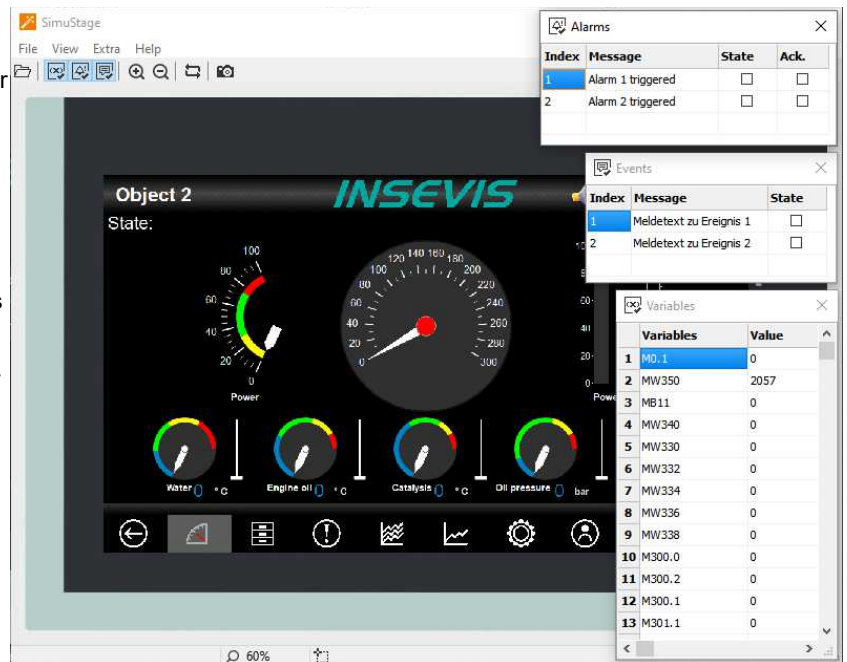 SimuStage
File View Extra Help
Object 2
INSEVIS
State:
100
80
60
40
20
0
Power
0
20
40
60
80
100
120
140
160
180
200
220
240
260
280
300
60
40
20
0
Water 0 °C
Engine oil 0 °C
Catalysis 0 °C
Oil pressure 0 bar
60%
Alarms
Index Message State Ack.
1 Alarm 1 triggered
2 Alarm 2 triggered
Events
Index Message State
1 Meldetext zu Ereignis 1
2 Meldetext zu Ereignis 2
Variables
Variables Value
1 M0.1 0
2 MW350 2057
3 MB11 0
4 MW340 0
5 MW330 0
6 MW332 0
7 MW334 0
8 MW336 0
9 MW338 0
10 M300.0 0
11 M300.2 0
12 M300.1 0
13 M301.1 0